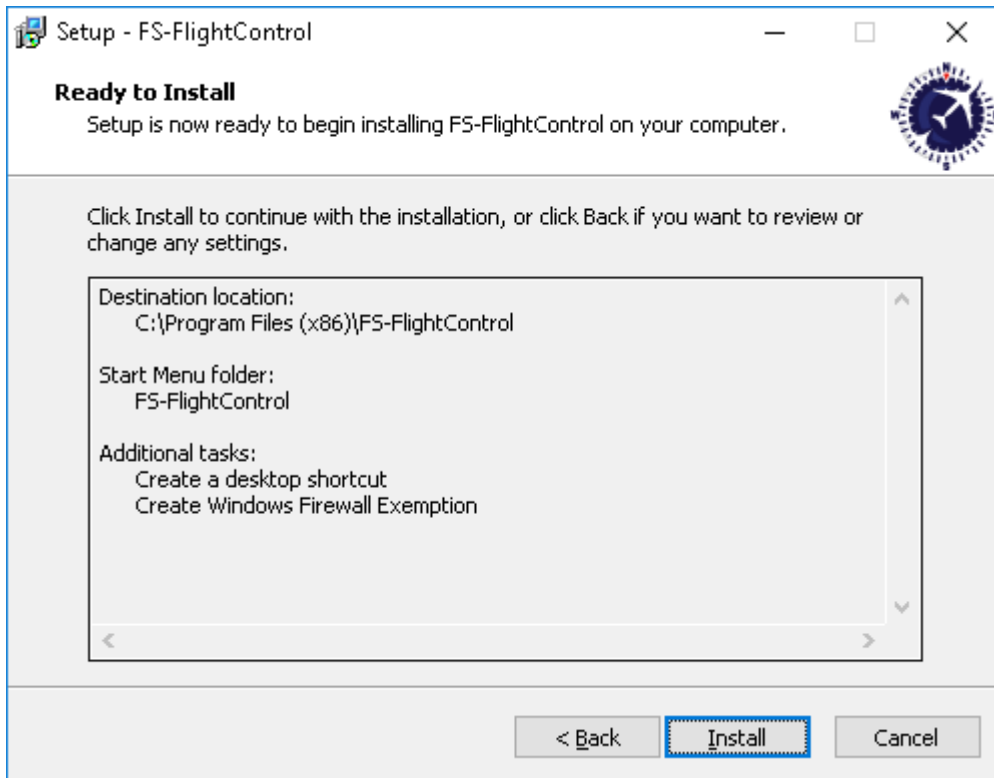 Setup - FS-FlightControl
Ready to Install
Setup is now ready to begin installing FS-FlightControl on your computer.
Click Install to continue with the installation, or click Back if you want to review or
change any settings.
Destination location:
C:\Program Files (x86)\FS-FlightControl
Start Menu folder:
FS-FlightControl
Additional tasks:
Create a desktop shortcut
Create Windows Firewall Exemption
< Back
Install
Cancel